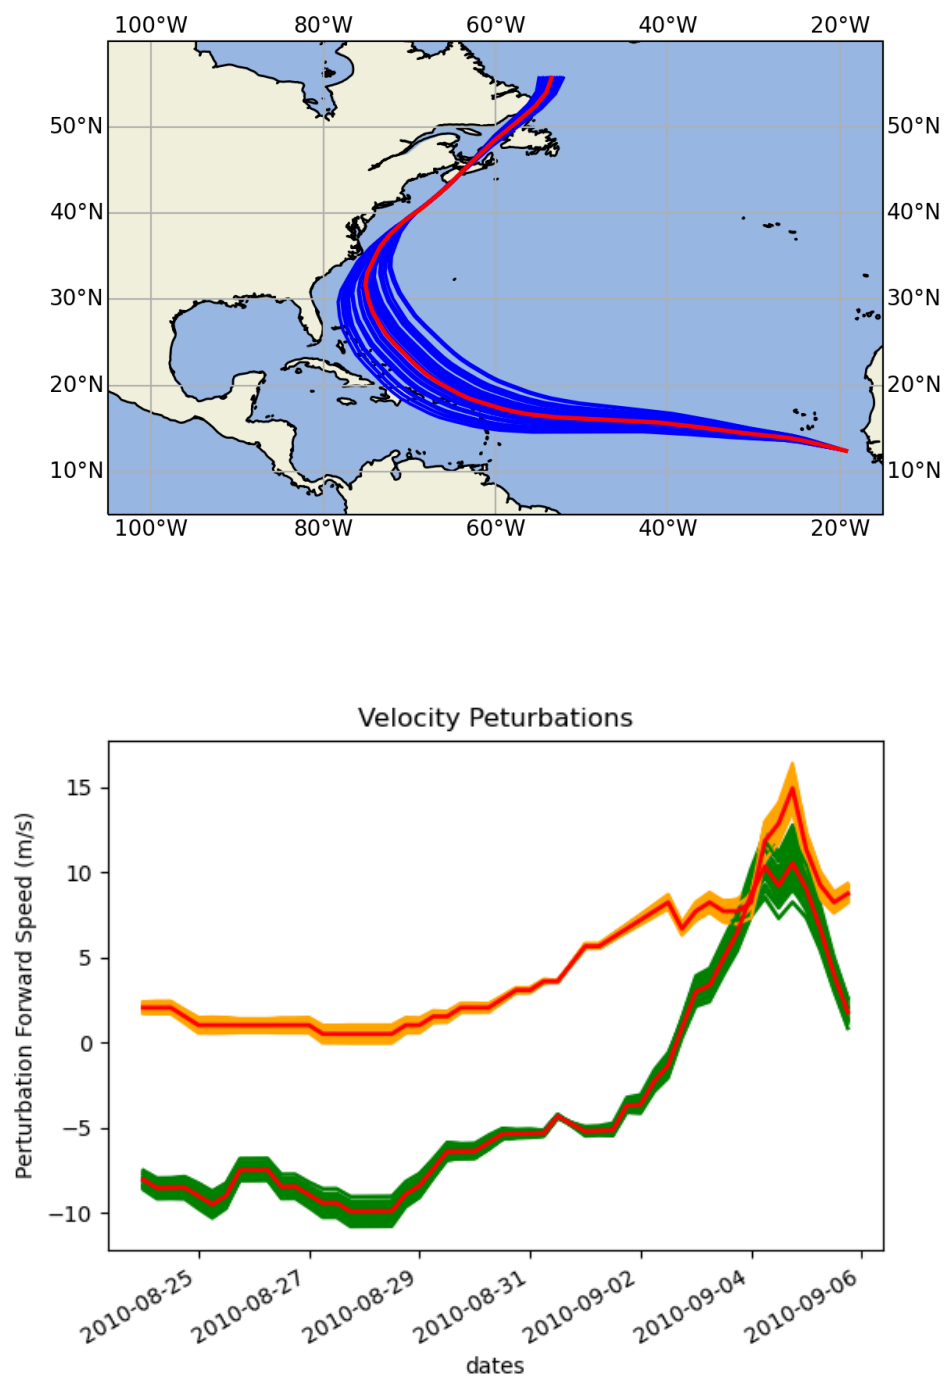 100°W 80°W 60°W 40°W 20°W
50°N 50°N
40°N 40°N
30°N 30°N
20°N 20°N
10°N 10°N
100°W 80°W 60°W 40°W 20°W
Velocity Peturbations
Perturbation Forward Speed (m/s)
15
10
5
0
−5
−10
2010-08-25 2010-08-27 2010-08-29 2010-08-31 2010-09-02 2010-09-04 2010-09-06
dates